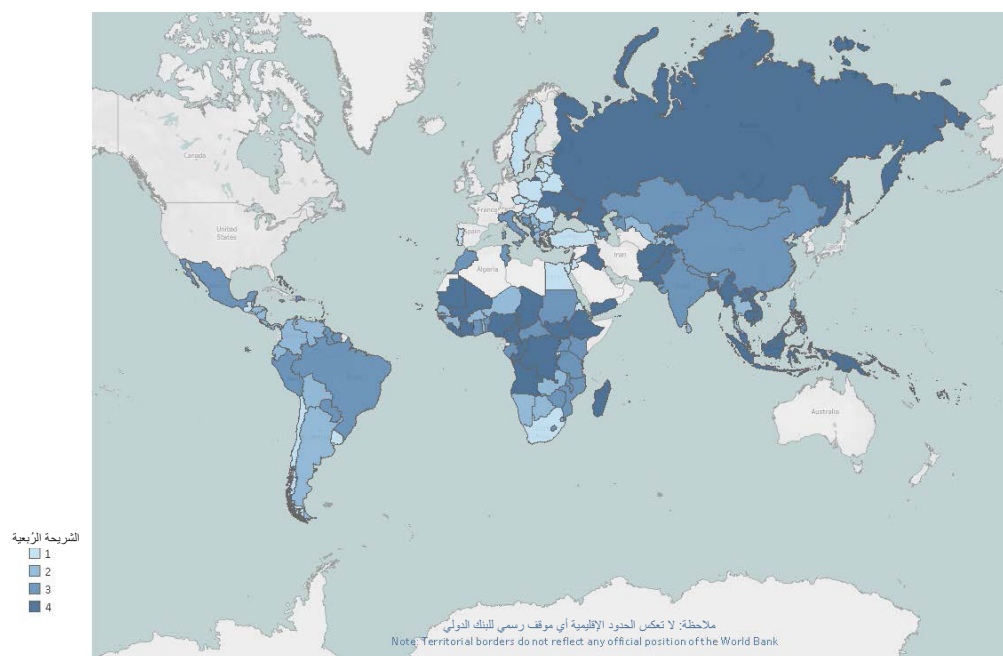 Canada
United
States
France
Spain
Algeria
Iran
Australia
الشريحة الرُبعية
1
2
3
4
ملاحظة: لا تعكس الحدود الإقليمية أي موقف رسمي للبنك الدولي
Note: Territorial borders do not reflect any official position of the World Bank